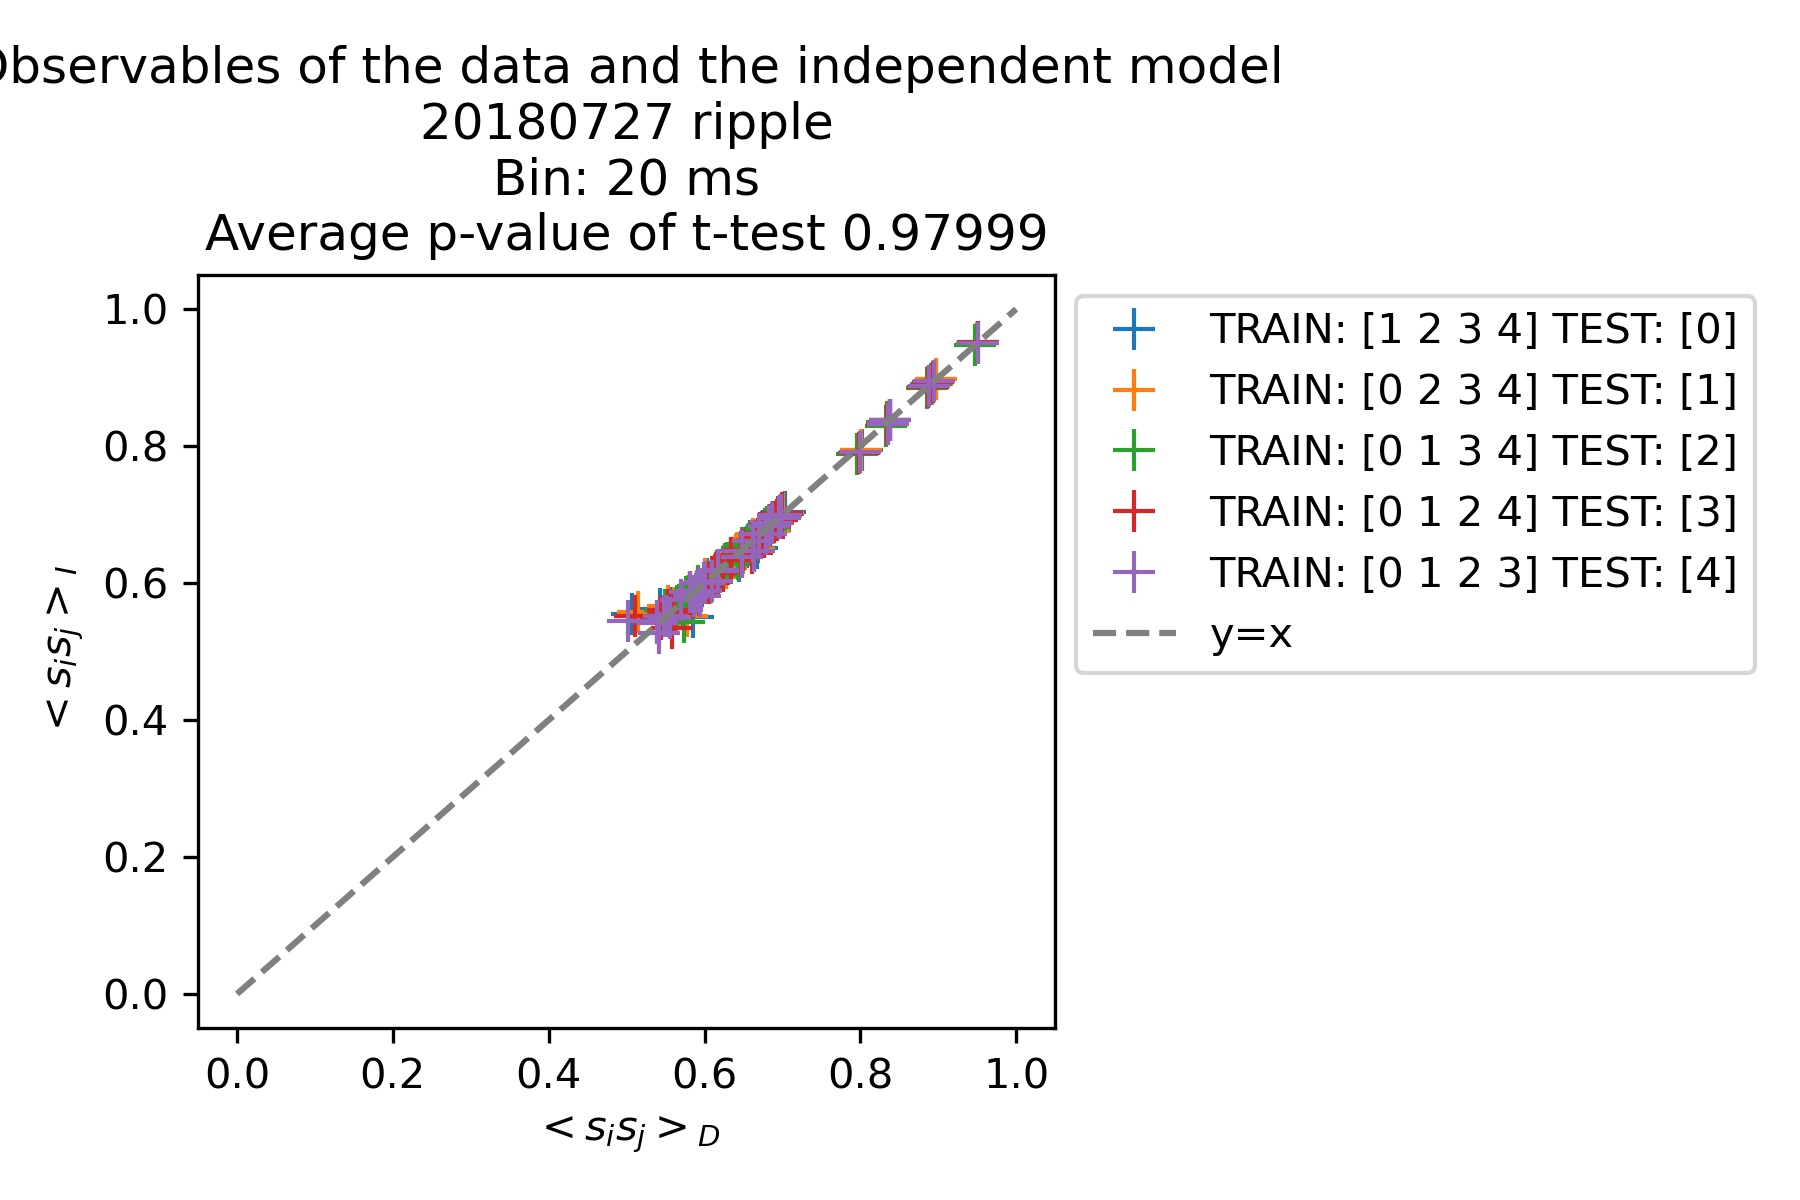 Observables of the data and the independent model
20180727 ripple
Bin: 20 ms
Average p-value of t-test 0.97999
1.0
0.8
0.6
0.4
0.2
0.0
< s_i s_j >_I
0.0 0.2 0.4 0.6 0.8 1.0
< s_i s_j >_D
TRAIN: [1 2 3 4] TEST: [0]
TRAIN: [0 2 3 4] TEST: [1]
TRAIN: [0 1 3 4] TEST: [2]
TRAIN: [0 1 2 4] TEST: [3]
TRAIN: [0 1 2 3] TEST: [4]
y=x